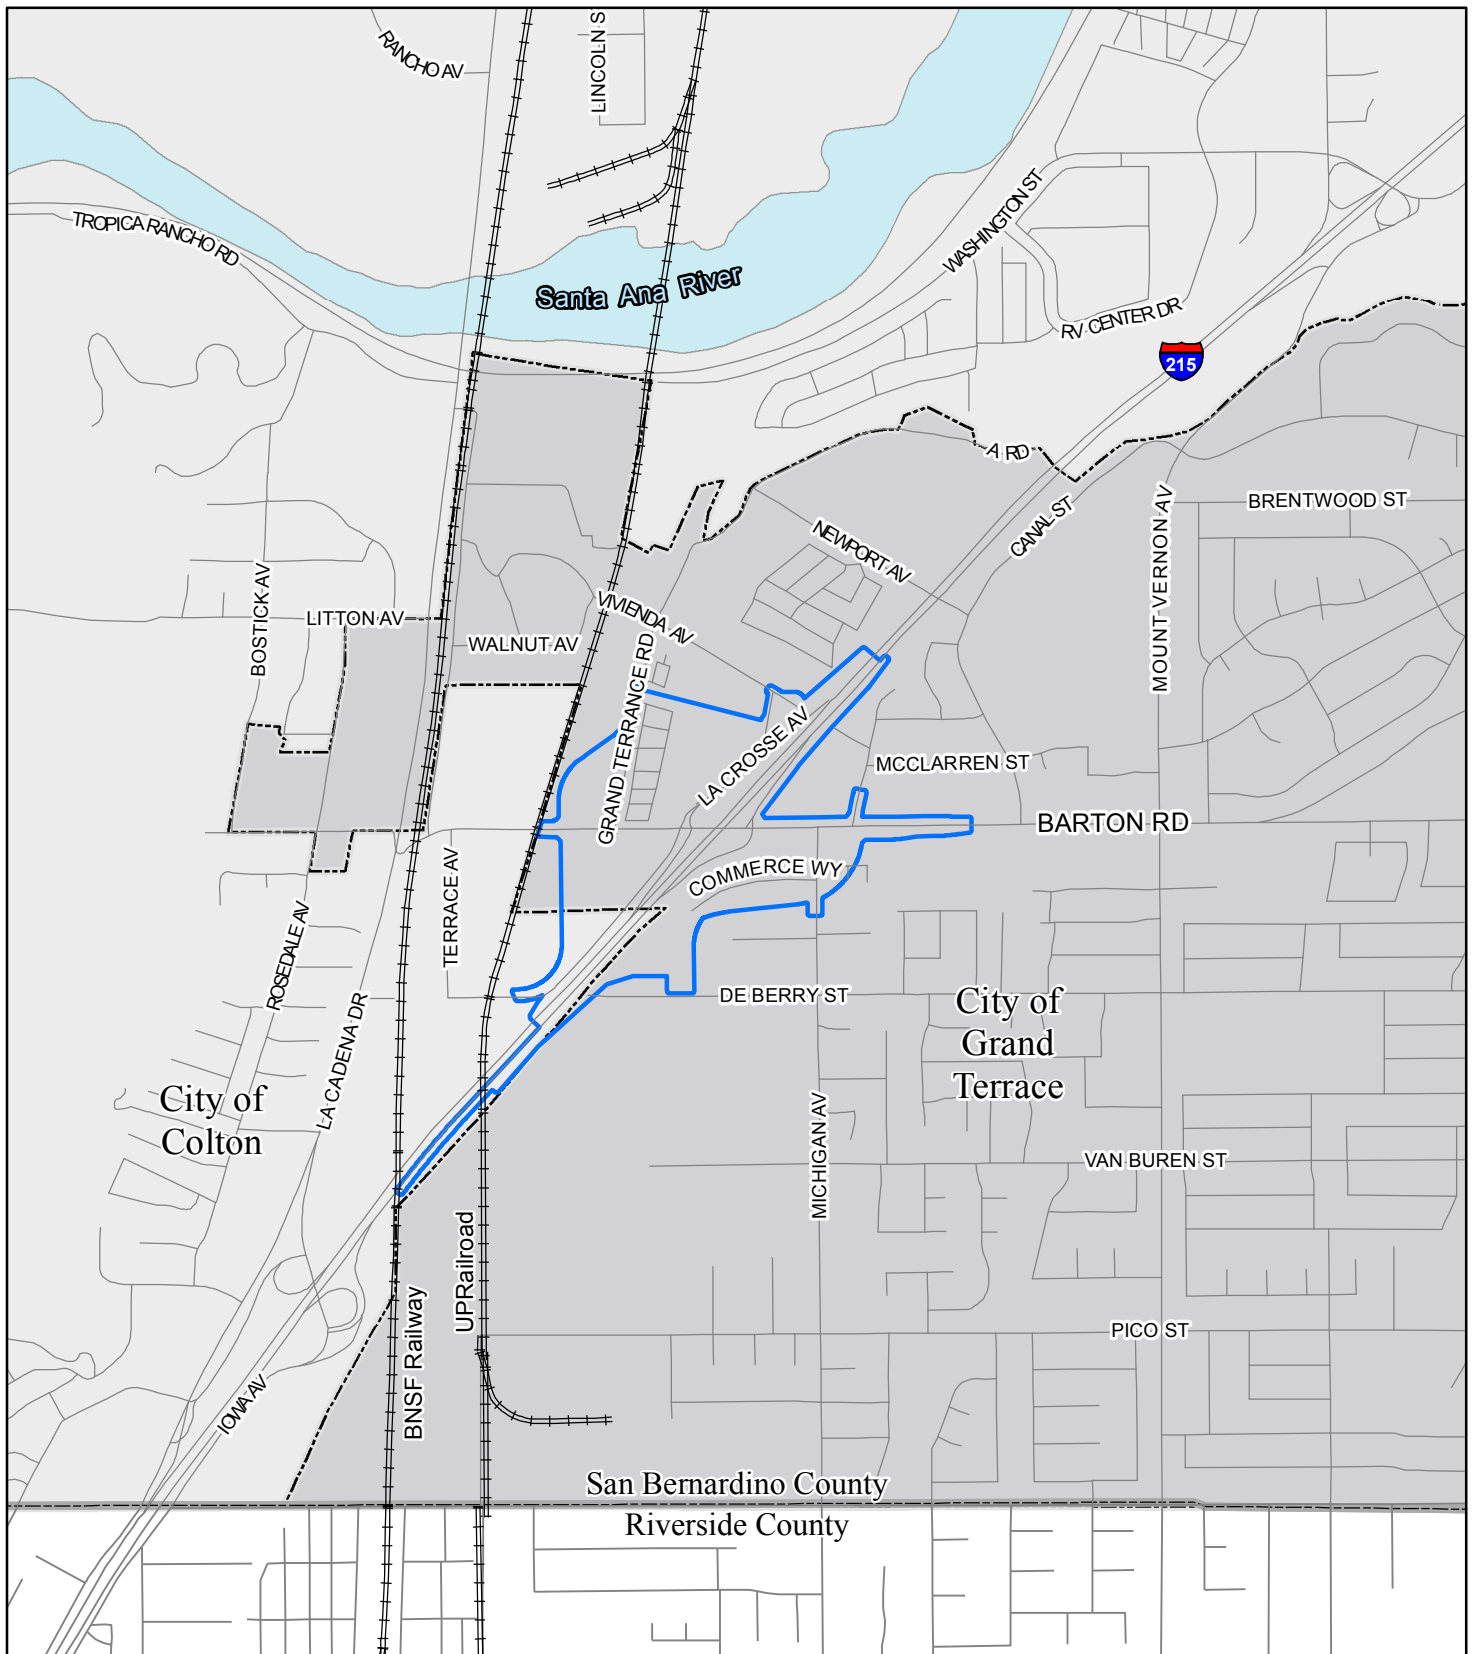 RANCHO AV
LINCOLN S
TROPICA RANCHO RD
WASHINGTON ST
Santa Ana River
RV CENTER DR
215
A RD
BRENTWOOD ST
CANAL ST
NEWPORT AV
MOUNT VERNON AV
BOSTICK AV
LITTON AV
VIVIENDA AV
WALNUT AV
GRAND TERRANCE RD
LA CROSSE AV
MCCLARREN ST
BARTON RD
COMMERCE WY
TERRACE AV
ROSEDALE AV
DE BERRY ST
City of
Grand
Terrace
LA CADENA DR
City of
Colton
MICHIGAN AV
VAN BUREN ST
UPRailroad
BNSF Railway
PICO ST
IOWA AV
San Bernardino County
Riverside County